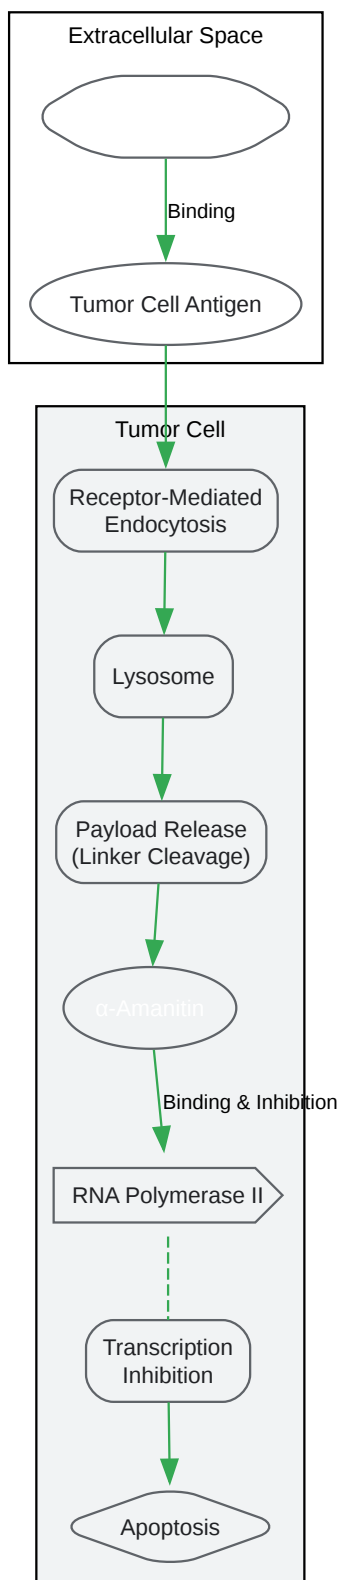 Extracellular Space
Binding
Tumor Cell Antigen
Tumor Cell
Receptor-Mediated
Endocytosis
Lysosome
Payload Release
(Linker Cleavage)
α-Amanitin
Binding & Inhibition
RNA Polymerase II
Transcription
Inhibition
Apoptosis